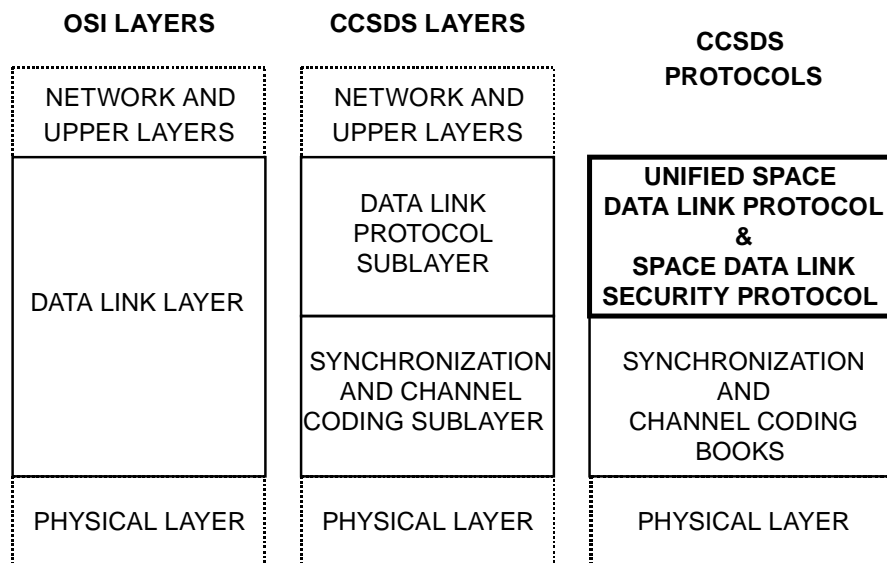 OSI LAYERS
NETWORK AND
UPPER LAYERS
DATA LINK LAYER
PHYSICAL LAYER
CCSDS LAYERS
NETWORK AND
UPPER LAYERS
DATA LINK
PROTOCOL
SUBLAYER
SYNCHRONIZATION
AND CHANNEL
CODING SUBLAYER
PHYSICAL LAYER
CCSDS
PROTOCOLS
UNIFIED SPACE
DATA LINK PROTOCOL
&
SPACE DATA LINK
SECURITY PROTOCOL
SYNCHRONIZATION
AND
CHANNEL CODING
BOOKS
PHYSICAL LAYER